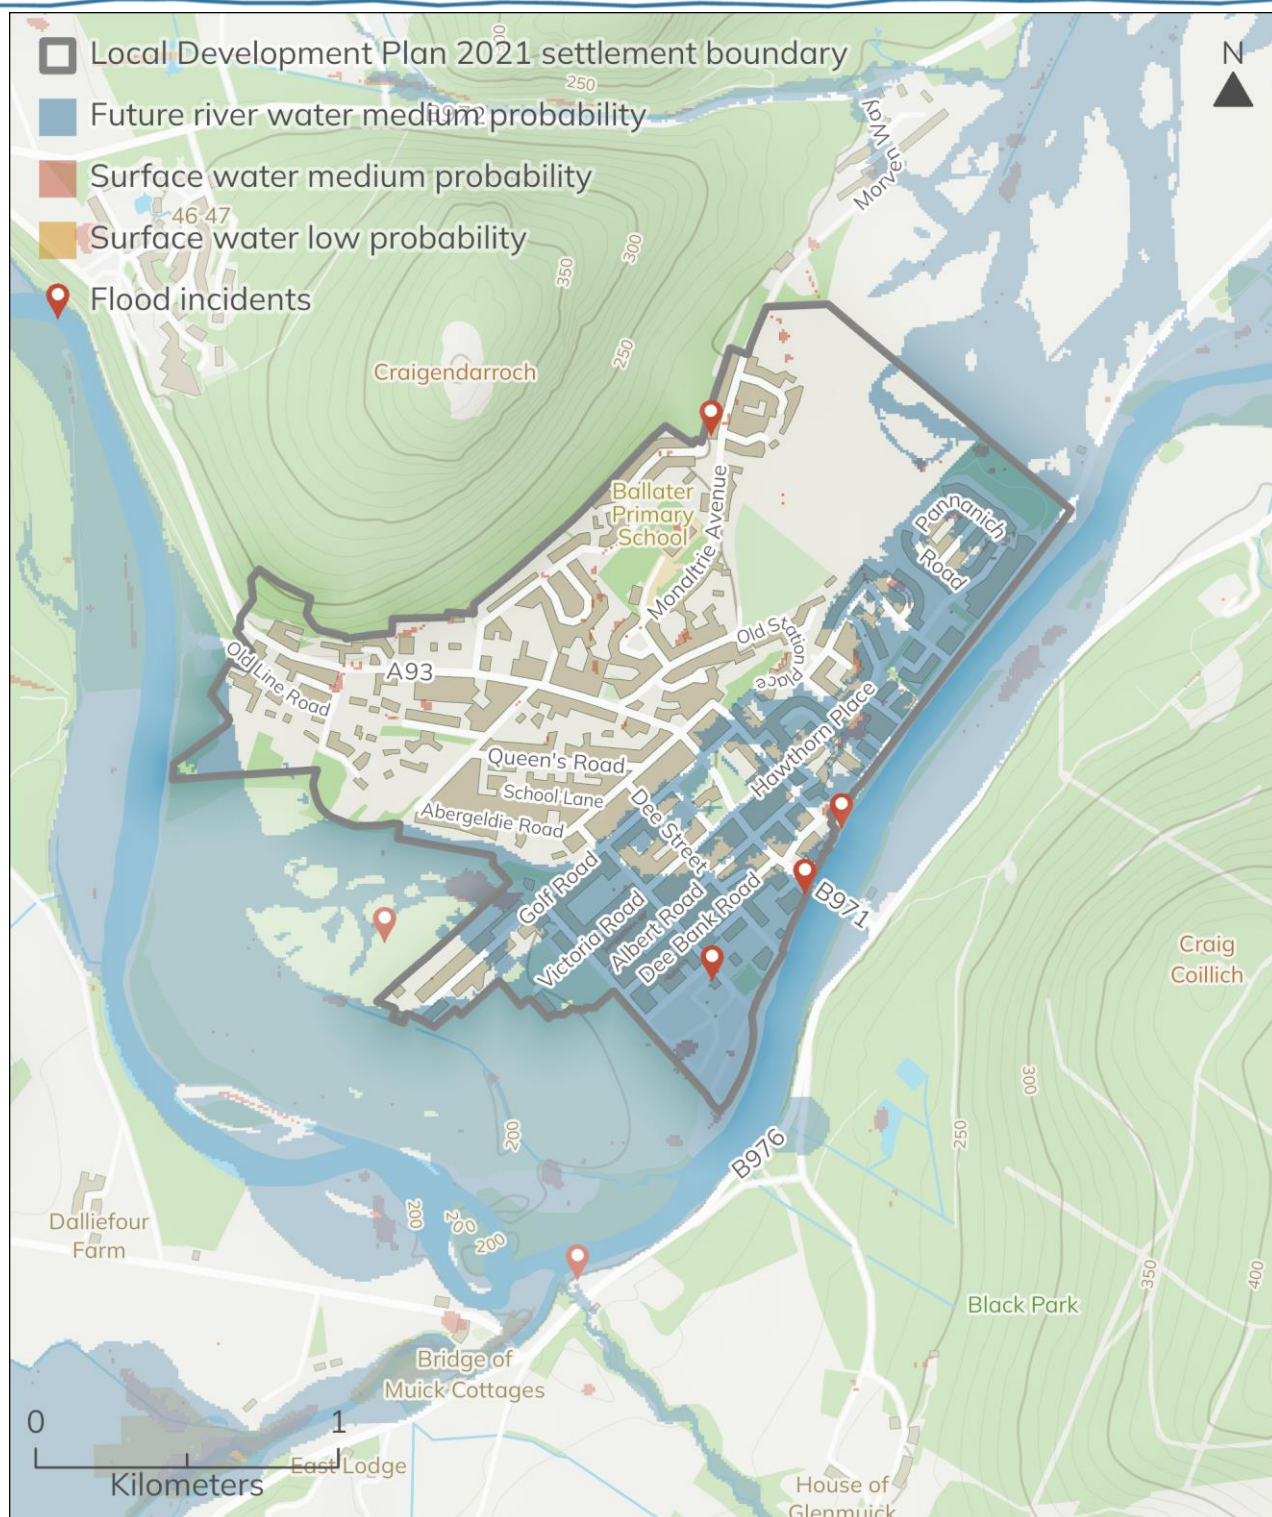 Local Development Plan 2021 settlement boundary
N
250
Future river water medium probability
B972
Morven Way
Surface water medium probability
46 47
Surface water low probability
300
350
Flood incidents
250
Craigendarroch
Ballater
Primary
School
Monaltrie Avenue
Pannanich
Road
Old Station
Place
Old Line Road
A93
Hawthorn Place
Queen's Road
School Lane
Abergeldie Road
Dee Street
Golf Road
Victoria Road
Albert Road
Dee Bank Road
B971
Craig
Coillich
300
250
200
B976
Dalliefour
Farm
200
200
200
350
400
Black Park
Bridge of
Muick Cottages
0
1
Kilometers
East Lodge
House of
Glenmuick